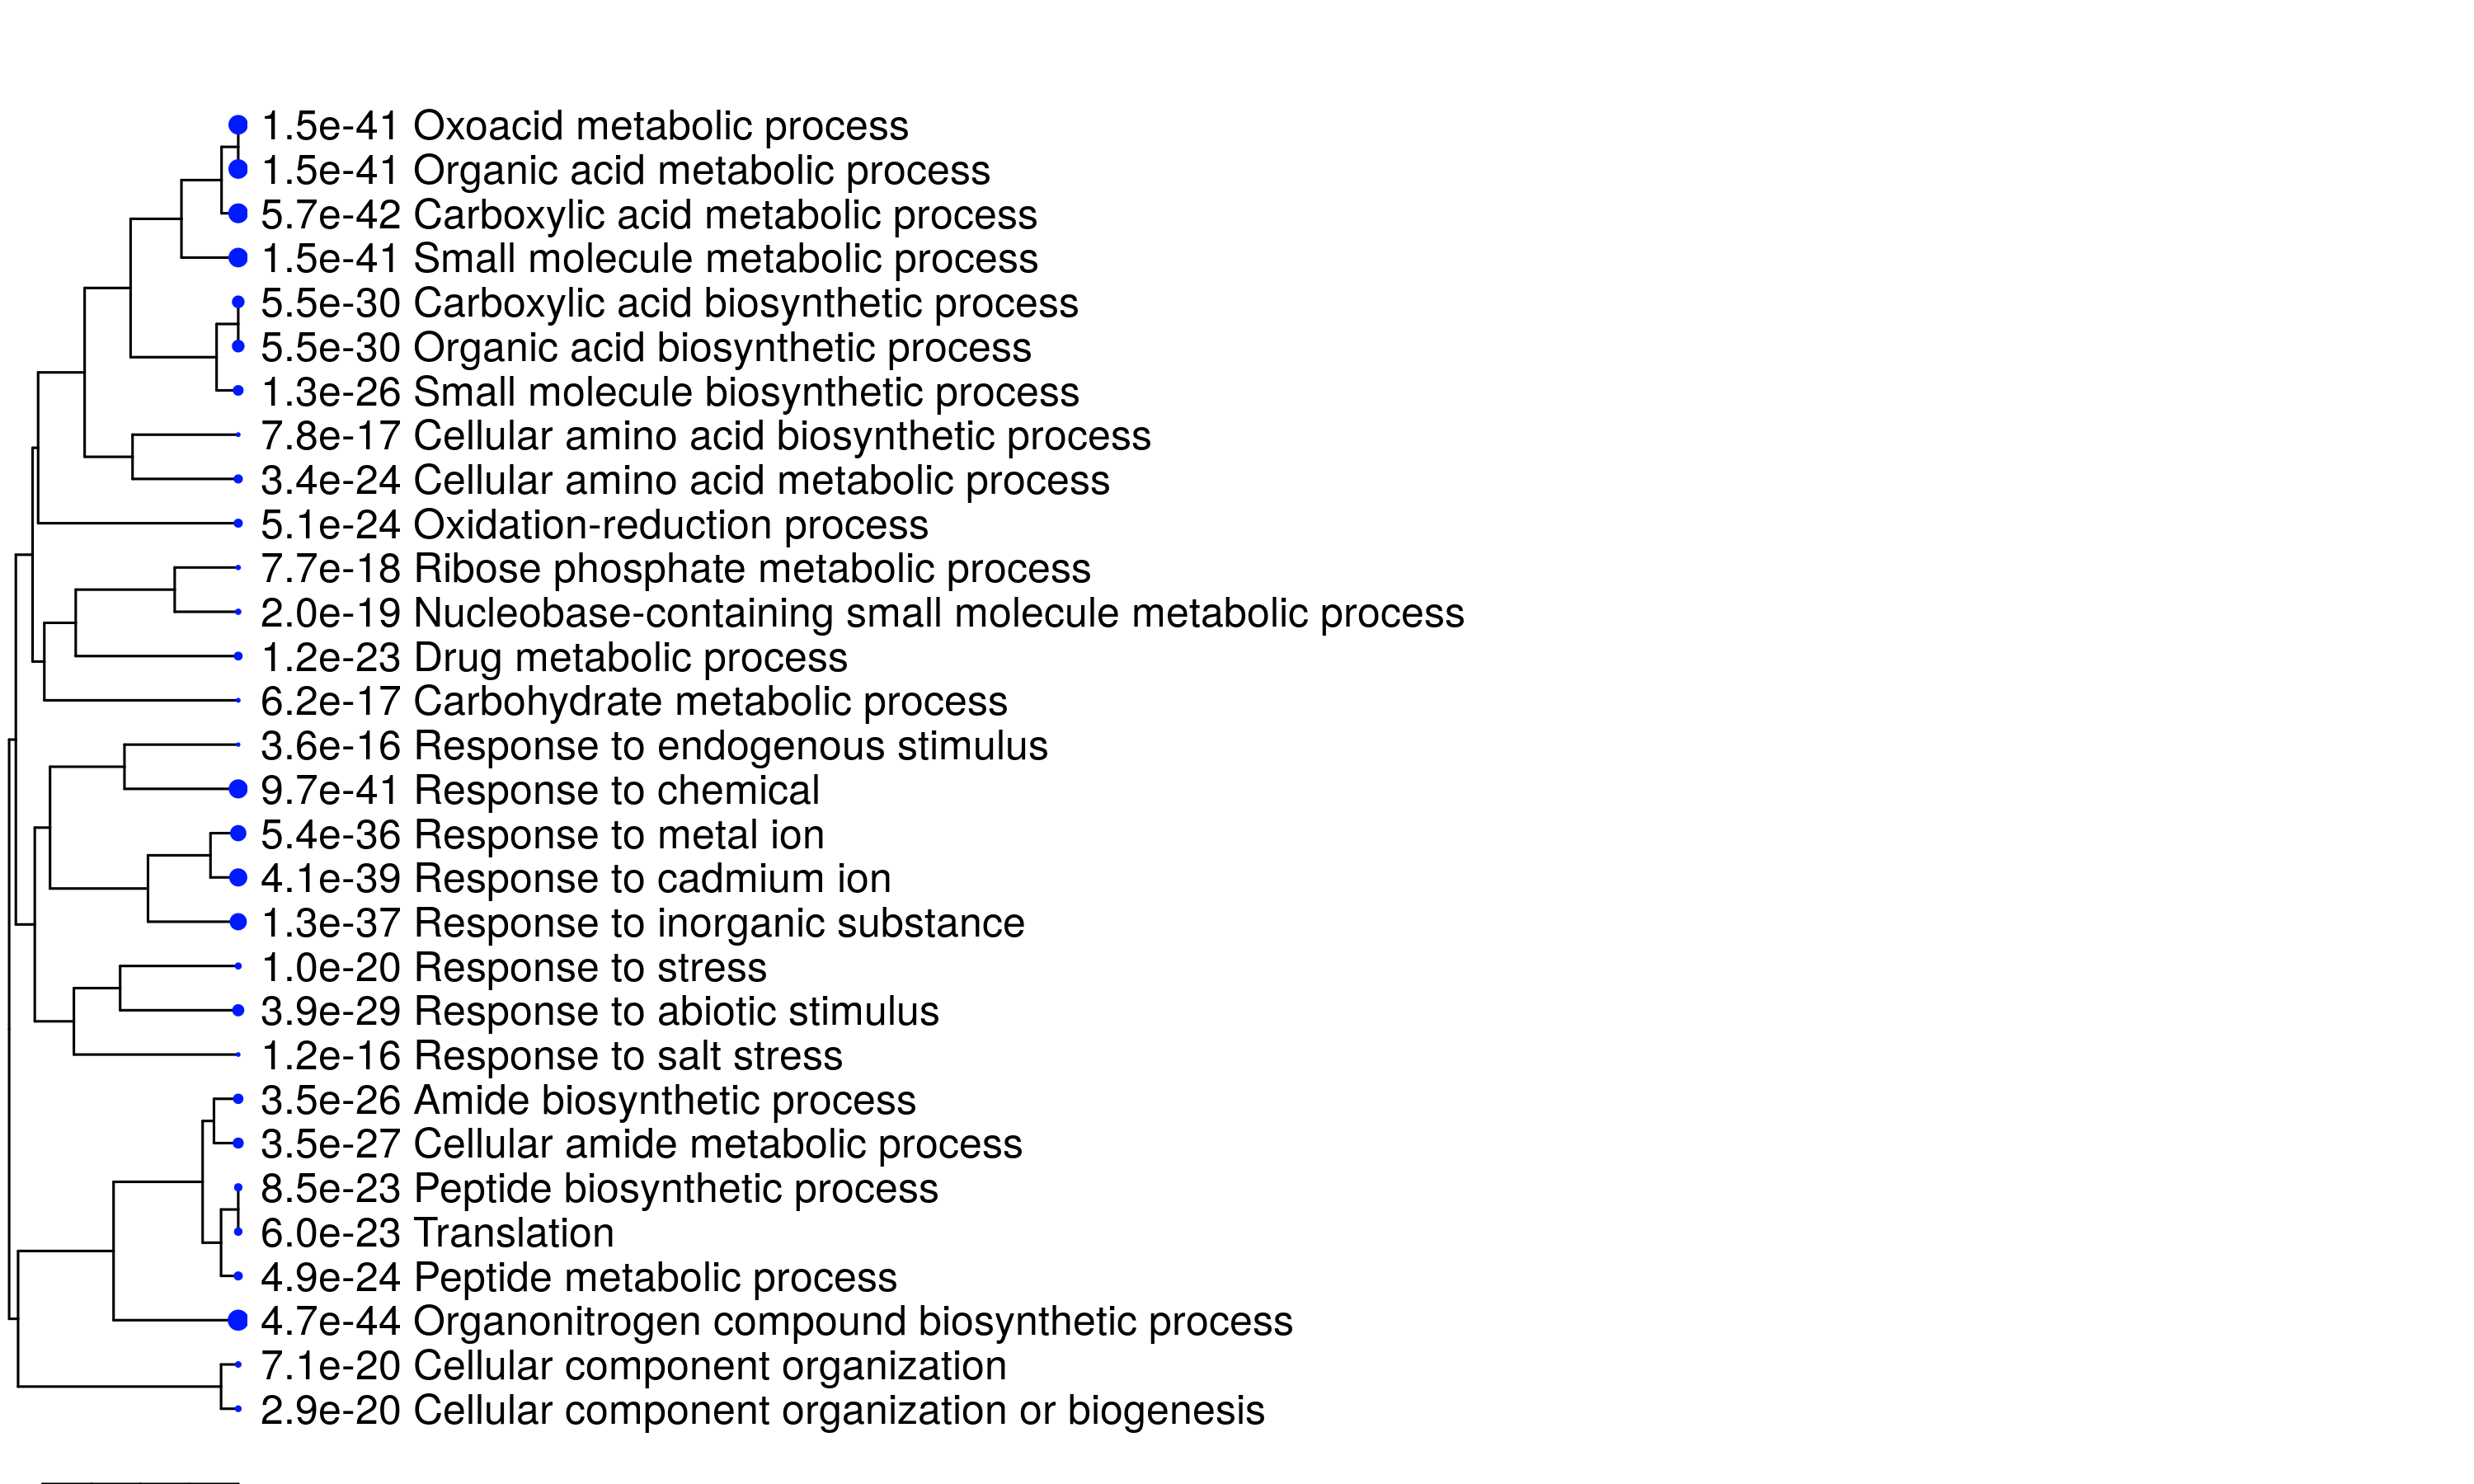 1.5e-41 Oxoacid metabolic process
1.5e-41 Organic acid metabolic process
5.7e-42 Carboxylic acid metabolic process
1.5e-41 Small molecule metabolic process
5.5e-30 Carboxylic acid biosynthetic process
5.5e-30 Organic acid biosynthetic process
1.3e-26 Small molecule biosynthetic process
7.8e-17 Cellular amino acid biosynthetic process
3.4e-24 Cellular amino acid metabolic process
5.1e-24 Oxidation-reduction process
7.7e-18 Ribose phosphate metabolic process
2.0e-19 Nucleobase-containing small molecule metabolic process
1.2e-23 Drug metabolic process
6.2e-17 Carbohydrate metabolic process
3.6e-16 Response to endogenous stimulus
9.7e-41 Response to chemical
5.4e-36 Response to metal ion
4.1e-39 Response to cadmium ion
1.3e-37 Response to inorganic substance
1.0e-20 Response to stress
3.9e-29 Response to abiotic stimulus
1.2e-16 Response to salt stress
3.5e-26 Amide biosynthetic process
3.5e-27 Cellular amide metabolic process
8.5e-23 Peptide biosynthetic process
6.0e-23 Translation
4.9e-24 Peptide metabolic process
4.7e-44 Organonitrogen compound biosynthetic process
7.1e-20 Cellular component organization
2.9e-20 Cellular component organization or biogenesis